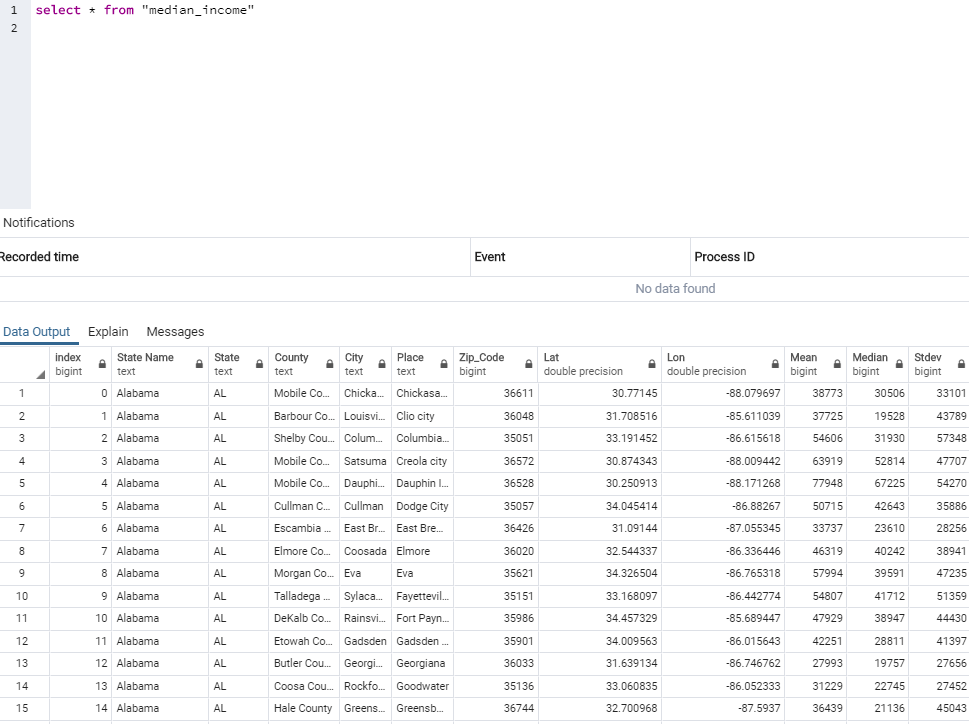 1 select * from "median_income"
2
Notifications
Recorded time Event Process ID
No data found
Data Output Explain Messages
index State Name State County City Place Zip_Code Lat Lon Mean Median Stdev
bigint text text text text text bigint double precision double precision bigint bigint bigint
1 0 Alabama AL Mobile Co... Chicka... Chickasa... 36611 30.77145 -88.079697 38773 30506 33101
2 1 Alabama AL Barbour Co... Louisvi... Clio city 36048 31.708516 -85.611039 37725 19528 43789
3 2 Alabama AL Shelby Cou... Colum... Columbia... 35051 33.191452 -86.615618 54606 31930 57348
4 3 Alabama AL Mobile Co... Satsuma Creola city 36572 30.874343 -88.009442 63919 52814 47707
5 4 Alabama AL Mobile Co... Dauphi... Dauphin I... 36528 30.250913 -88.171268 77948 67225 54270
6 5 Alabama AL Cullman C... Cullman Dodge City 35057 34.045414 -86.88267 50715 42643 35886
7 6 Alabama AL Escambia ... East Br... East Bre... 36426 31.09144 -87.055345 33737 23610 28256
8 7 Alabama AL Elmore Co... Coosada Elmore 36020 32.544337 -86.336446 46319 40242 38941
9 8 Alabama AL Morgan Co... Eva Eva 35621 34.326504 -86.765318 57994 39591 47235
10 9 Alabama AL Talladega ... Sylaca... Fayettevil... 35151 33.168097 -86.442774 54807 41712 51359
11 10 Alabama AL DeKalb Co... Rainsvi... Fort Payn... 35986 34.457329 -85.689447 47929 38947 44430
12 11 Alabama AL Etowah Co... Gadsden Gadsden ... 35901 34.009563 -86.015643 42251 28811 41397
13 12 Alabama AL Butler Cou... Georgi... Georgiana 36033 31.639134 -86.746762 27993 19757 27656
14 13 Alabama AL Coosa Cou... Rockfo... Goodwater 35136 33.060835 -86.052333 31229 22745 27452
15 14 Alabama AL Hale County Greens... Greensb... 36744 32.700968 -87.5937 36439 21136 45043